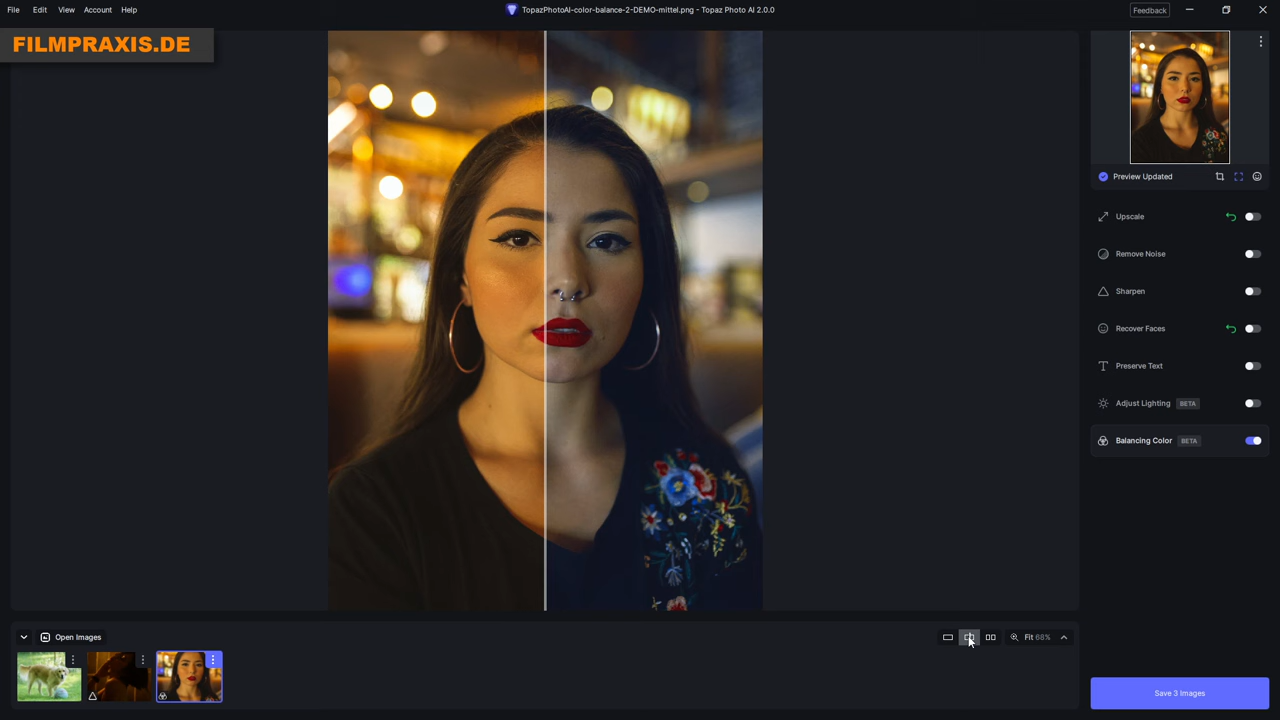 File Edit View Account Help
TopazPhotoAI-color-balance-2-DEMO-mittel.png - Topaz Photo AI 2.0.0
Feedback
FILMPRAXIS.DE
Preview Updated
Upscale
Remove Noise
Sharpen
Recover Faces
Preserve Text
Adjust Lighting BETA
Balancing Color BETA
Open Images
Fit 68%
Save 3 Images